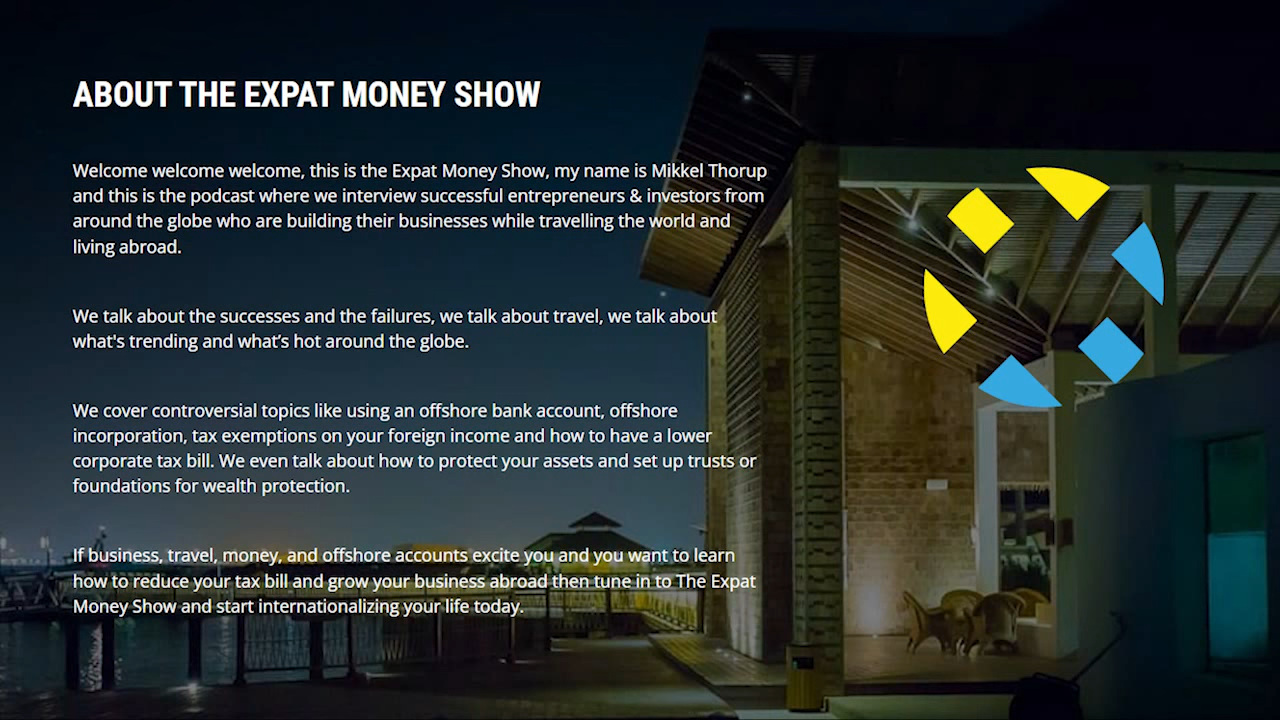 ABOUT THE EXPAT MONEY SHOW
Welcome welcome welcome, this is the Expat Money Show, my name is Mikkel Thorup
and this is the podcast where we interview successful entrepreneurs & investors from
around the globe who are building their businesses while travelling the world and
living abroad.
We talk about the successes and the failures, we talk about travel, we talk about
what's trending and what’s hot around the globe.
We cover controversial topics like using an offshore bank account, offshore
incorporation, tax exemptions on your foreign income and how to have a lower
corporate tax bill. We even talk about how to protect your assets and set up trusts or
foundations for wealth protection.
If business, travel, money, and offshore accounts excite you and you want to learn
how to reduce your tax bill and grow your business abroad then tune in to The Expat
Money Show and start internationalizing your life today.